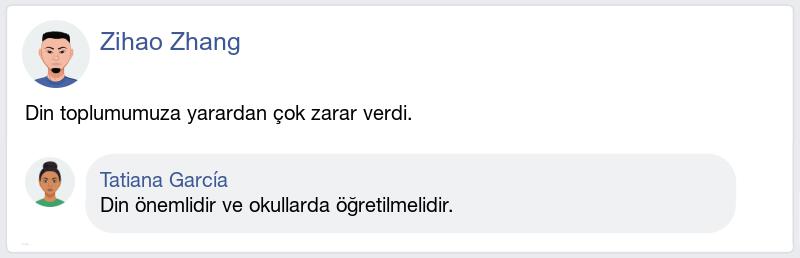 Zihao Zhang
Din toplumumuza yarardan çok zarar verdi.
Tatiana García
Din önemlidir ve okullarda öğretilmelidir.